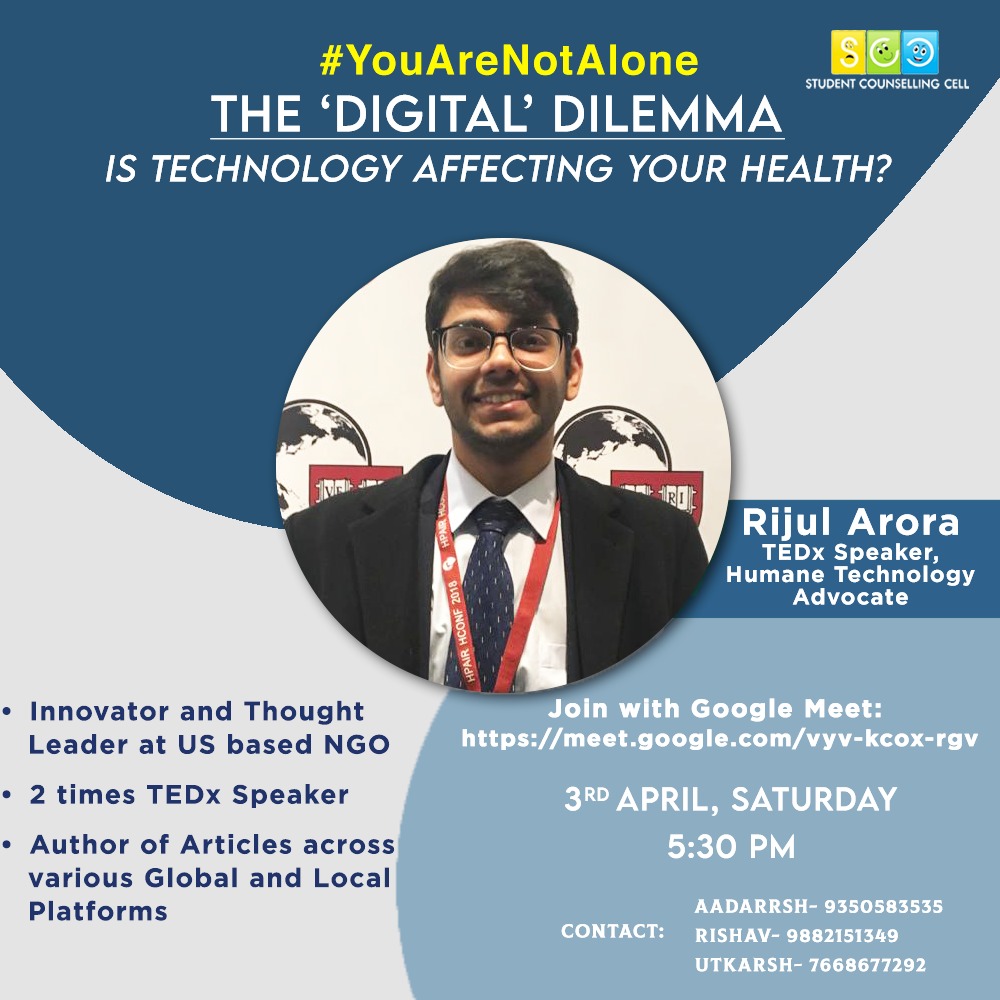 #YouAreNotAlone
THE ‘DIGITAL’ DILEMMA
IS TECHNOLOGY AFFECTING YOUR HEALTH?
SCC
STUDENT COUNSELLING CELL
HPAIR HCONF 2018
HPAIR
RI
Rijul Arora
TEDx Speaker,
Humane Technology
Advocate
• Innovator and Thought
Leader at US based NGO
• 2 times TEDx Speaker
• Author of Articles across
various Global and Local
Platforms
Join with Google Meet:
https://meet.google.com/vyv-kcox-rgv
3RD APRIL, SATURDAY
5:30 PM
CONTACT:
AADARRSH- 9350583535
RISHAV- 9882151349
UTKARSH- 7668677292